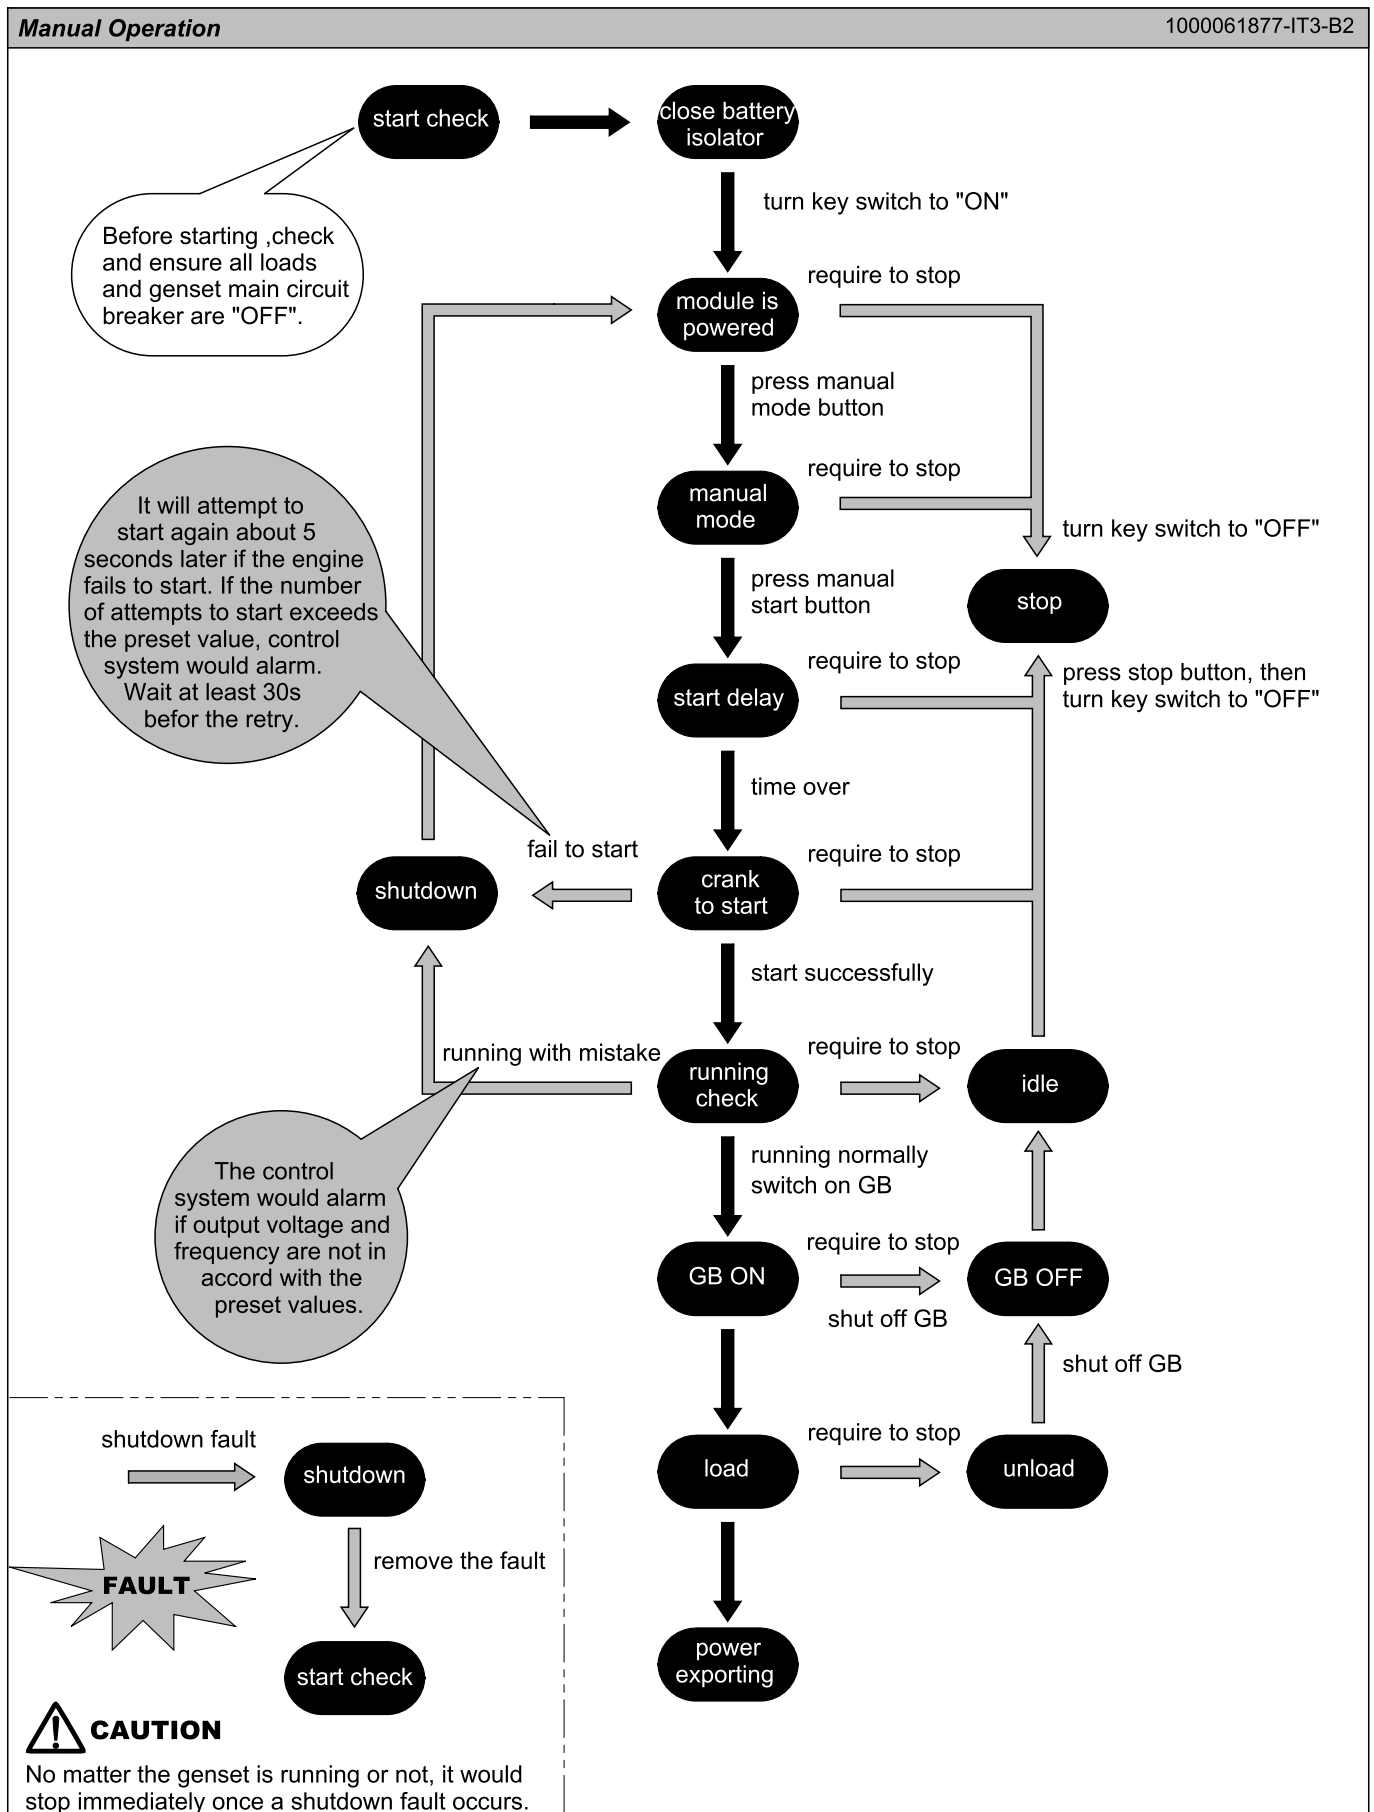 Manual Operation
1000061877-IT3-B2
start check
close battery
isolator
turn key switch to "ON"
Before starting ,check
and ensure all loads
and genset main circuit
breaker are "OFF".
module is
powered
require to stop
press manual
mode button
manual
mode
require to stop
turn key switch to "OFF"
It will attempt to
start again about 5
seconds later if the engine
fails to start. If the number
of attempts to start exceeds
the preset value, control
system would alarm.
Wait at least 30s
befor the retry.
press manual
start button
stop
start delay
require to stop
press stop button, then
turn key switch to "OFF"
time over
fail to start
shutdown
crank
to start
require to stop
start successfully
running with mistake
running
check
require to stop
idle
The control
system would alarm
if output voltage and
frequency are not in
accord with the
preset values.
running normally
switch on GB
GB ON
require to stop
shut off GB
GB OFF
shut off GB
load
require to stop
unload
power
exporting
shutdown fault
shutdown
FAULT
remove the fault
start check
CAUTION
No matter the genset is running or not, it would
stop immediately once a shutdown fault occurs.